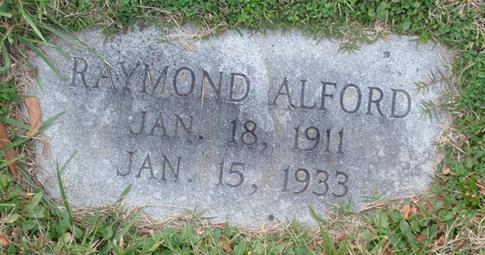 RAYMOND ALFORD
JAN. 18, 1911
JAN. 15, 1933